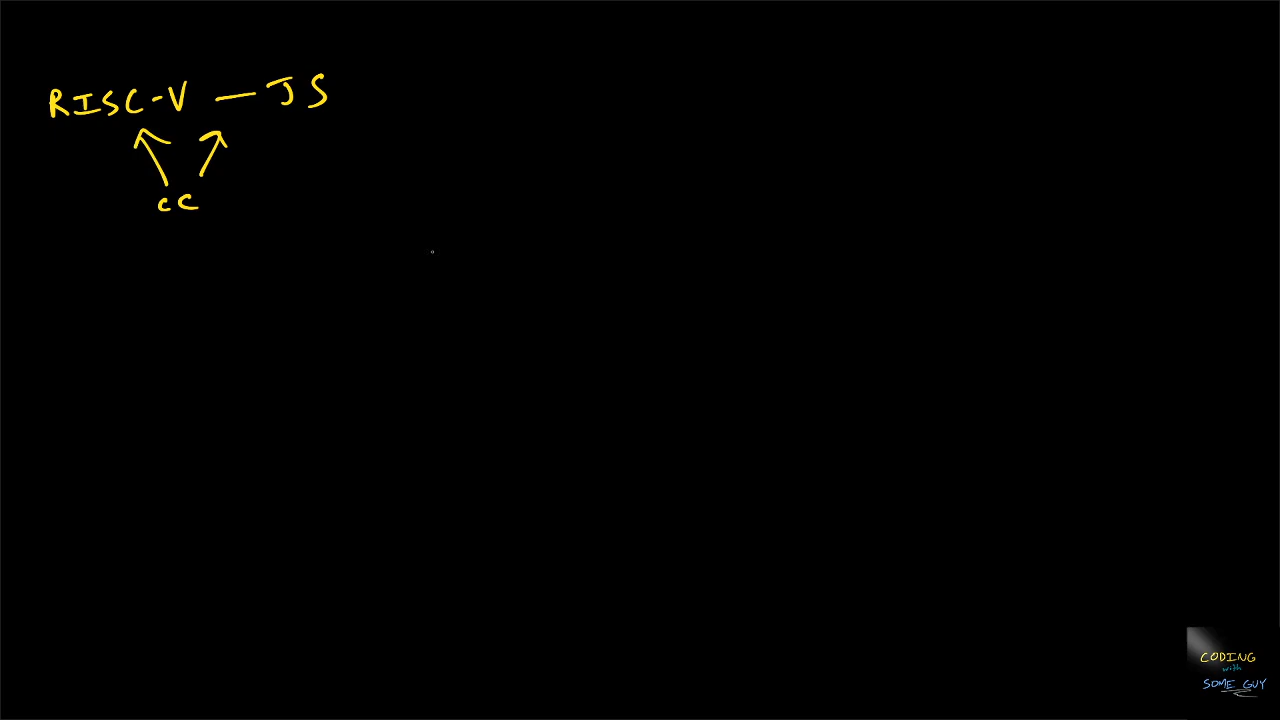 RISC-V — JS
CC
CODING
with
SOME GUY